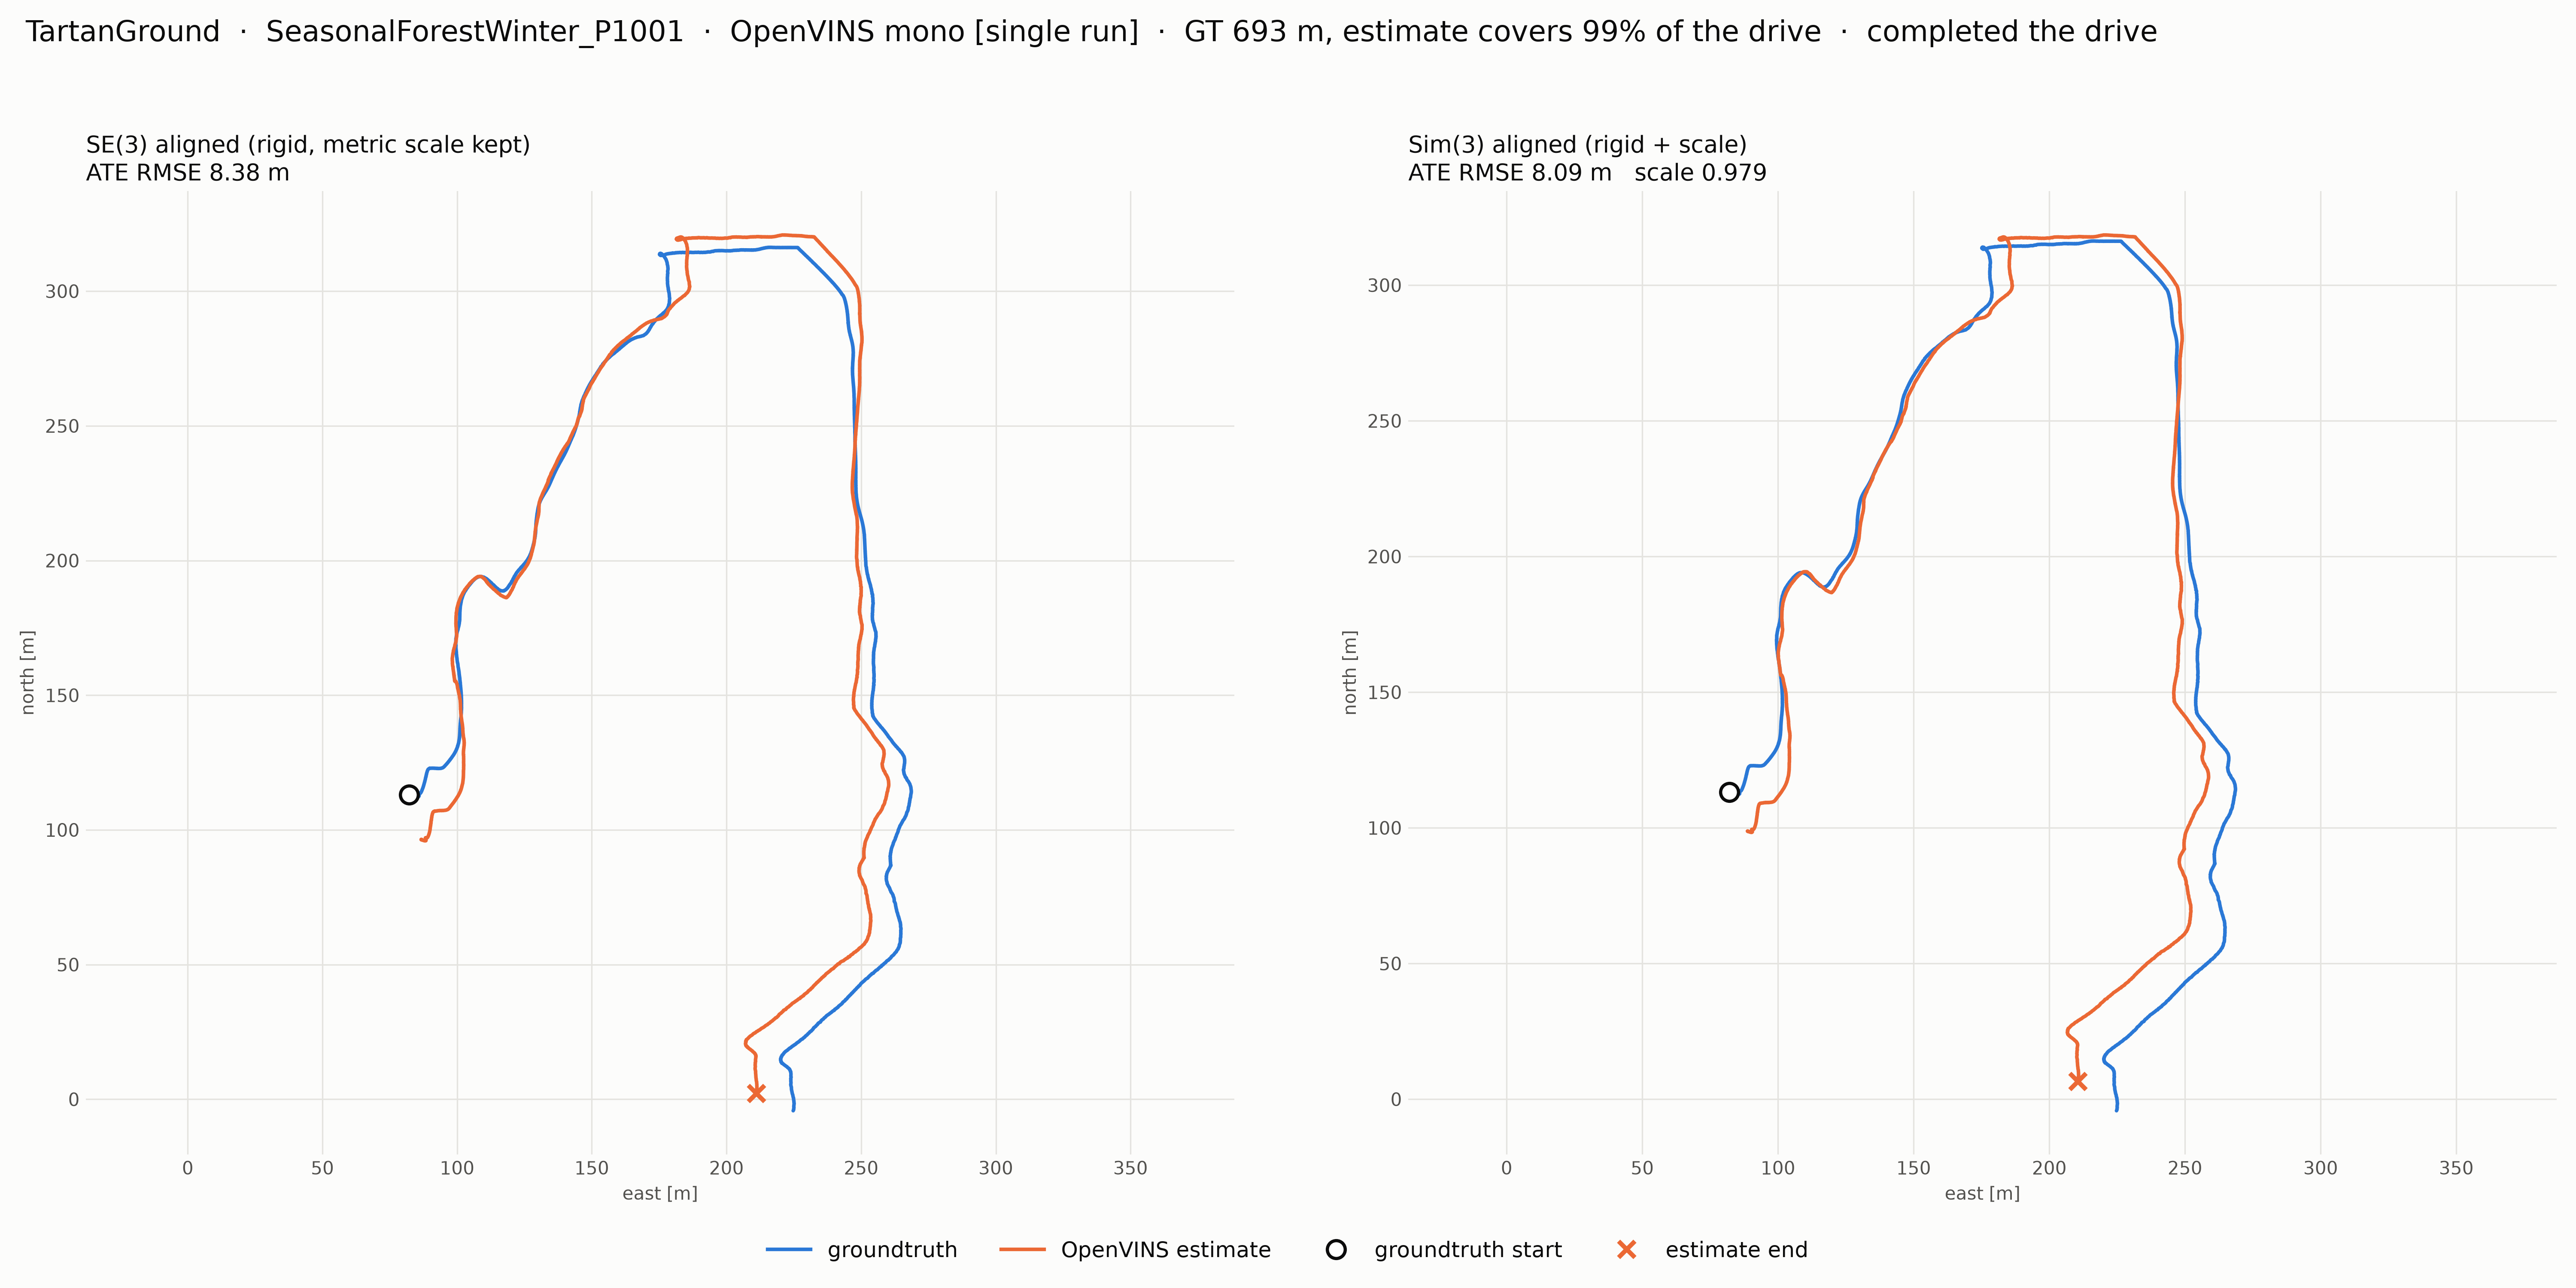 TartanGround · SeasonalForestWinter_P1001 · OpenVINS mono [single run] · GT 693 m, estimate covers 99% of the drive · completed the drive
SE(3) aligned (rigid, metric scale kept)
ATE RMSE 8.38 m
300
250
200
150
100
50
0
north [m]
0 50 100 150 200 250 300 350
east [m]
Sim(3) aligned (rigid + scale)
ATE RMSE 8.09 m scale 0.979
300
250
200
150
100
50
0
north [m]
0 50 100 150 200 250 300 350
east [m]
groundtruth OpenVINS estimate groundtruth start estimate end